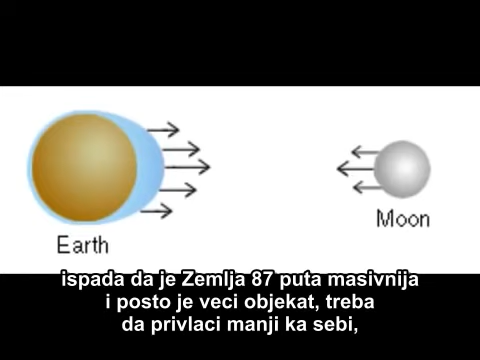 Earth
Moon
ispada da je Zemlja 87 puta masivnija
i posto je veci objekat, treba
da privlaci manji ka sebi,